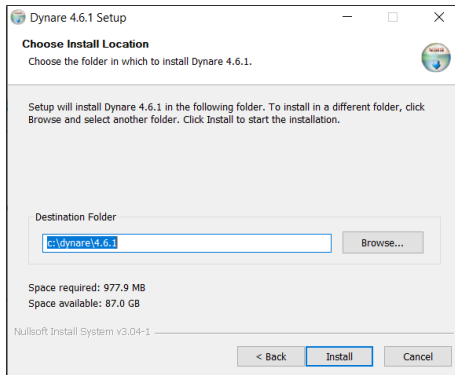 Dynare 4.6.1 Setup
Choose Install Location
Choose the folder in which to install Dynare 4.6.1.
Setup will install Dynare 4.6.1 in the following folder. To install in a different folder, click
Browse and select another folder. Click Install to start the installation.
Destination Folder
c:\dynare\4.6.1
Browse...
Space required: 977.9 MB
Space available: 87.0 GB
Nullsoft Install System v3.04-1
< Back
Install
Cancel